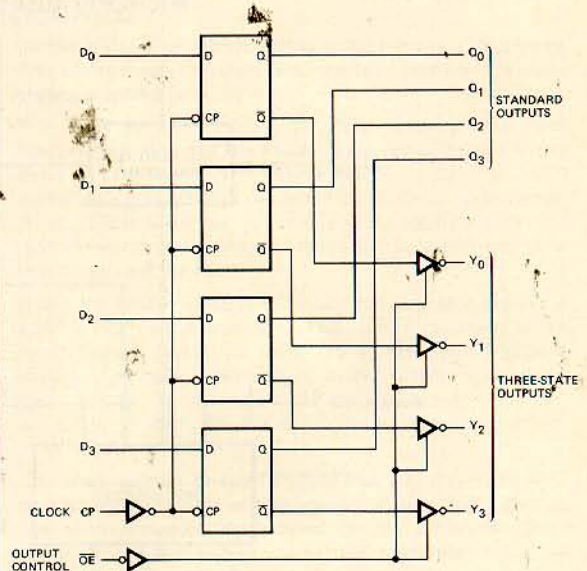 D0 D Q Q0
Q1
CP Q̅ Q2
STANDARD
OUTPUTS
Q3
D1 D Q
CP Q̅
Y0
D2 D Q
Y1
CP Q̅
THREE-STATE
OUTPUTS
Y2
D3 D Q
CLOCK CP CP Q̅ Y3
OUTPUT
CONTROL O̅E̅